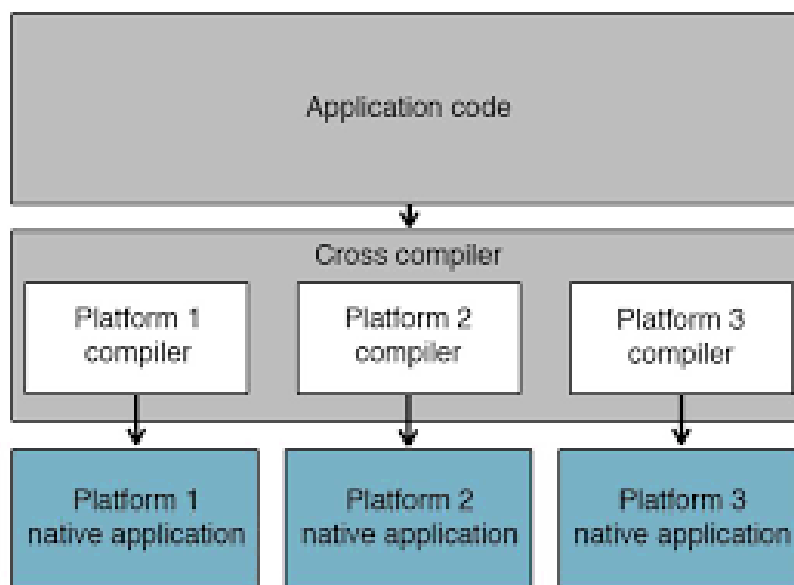 Application code
Cross compiler
Platform 1
compiler
Platform 2
compiler
Platform 3
compiler
Platform 1
native application
Platform 2
native application
Platform 3
native application